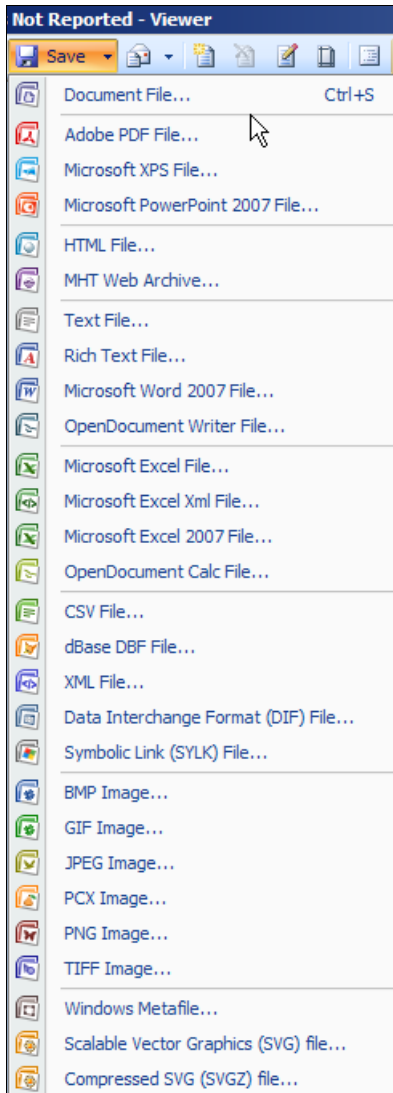 Not Reported - Viewer
Save
Document File... Ctrl+S
Adobe PDF File...
Microsoft XPS File...
Microsoft PowerPoint 2007 File...
HTML File...
MHT Web Archive...
Text File...
Rich Text File...
Microsoft Word 2007 File...
OpenDocument Writer File...
Microsoft Excel File...
Microsoft Excel Xml File...
Microsoft Excel 2007 File...
OpenDocument Calc File...
CSV File...
dBase DBF File...
XML File...
Data Interchange Format (DIF) File...
Symbolic Link (SYLK) File...
BMP Image...
GIF Image...
JPEG Image...
PCX Image...
PNG Image...
TIFF Image...
Windows Metafile...
Scalable Vector Graphics (SVG) file...
Compressed SVG (SVGZ) file...